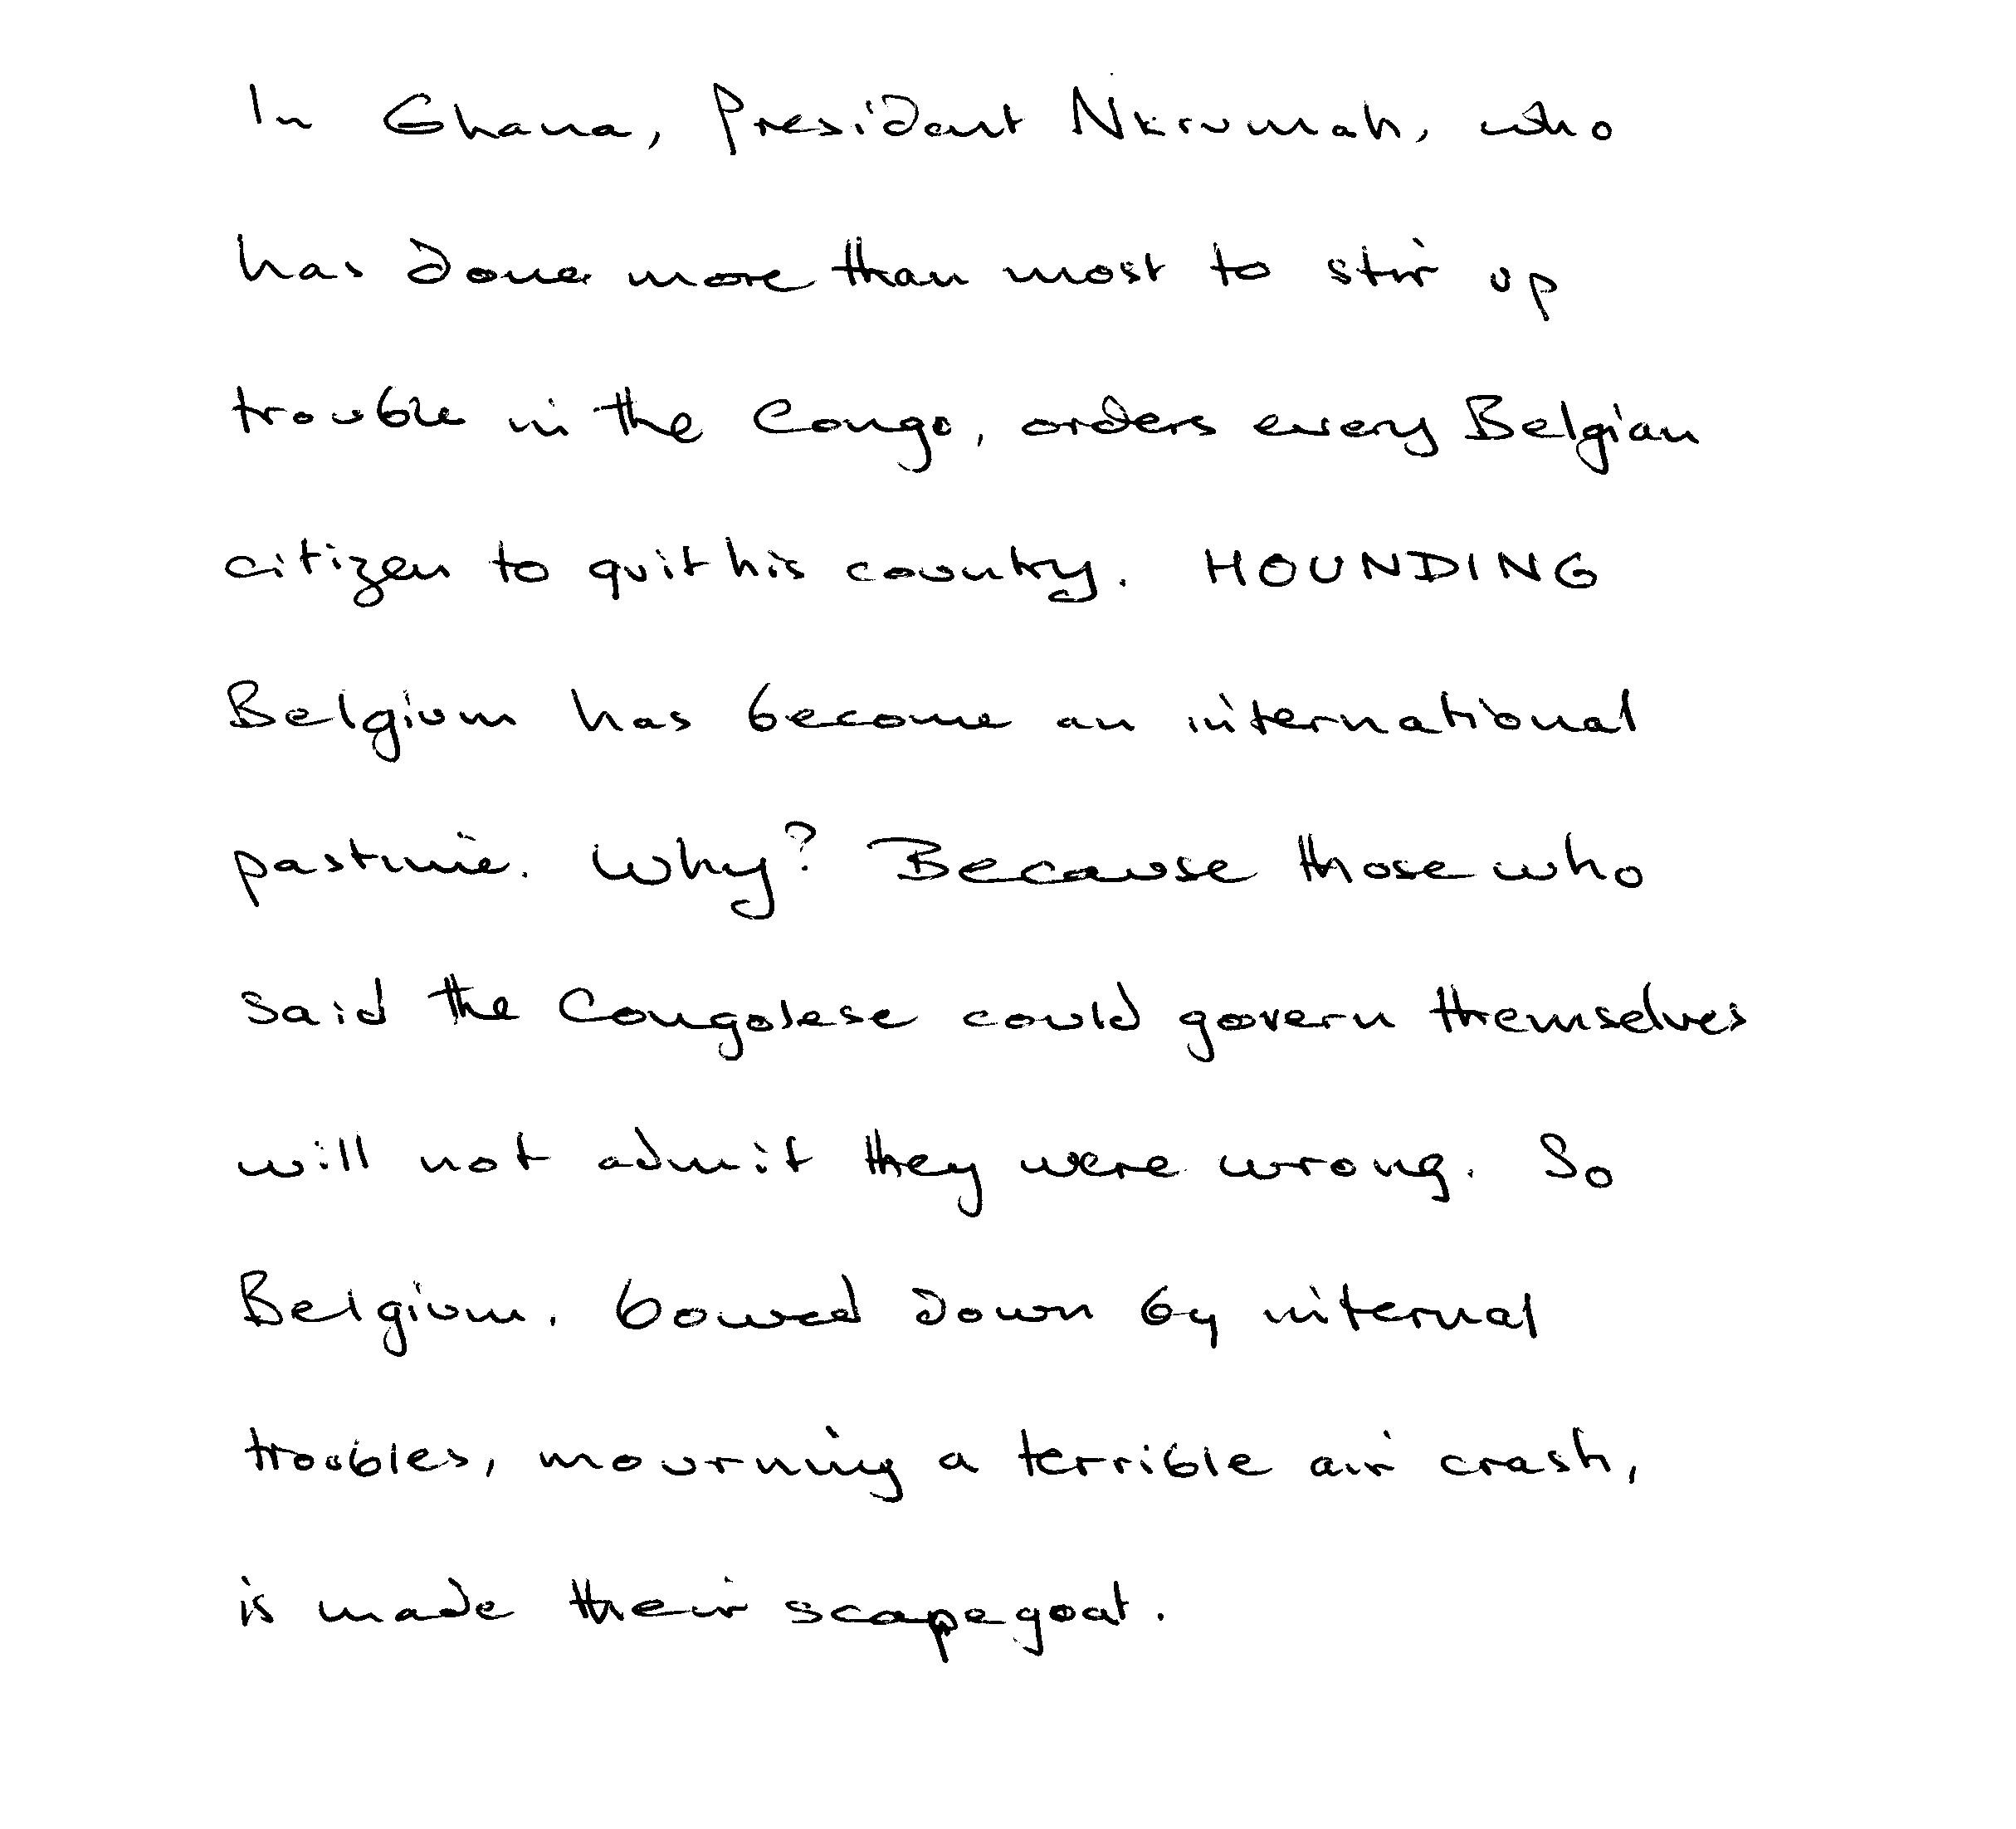 In Ghana, President Nkrumah, who
has done more than most to stir up
trouble in the Congo, orders every Belgian
citizen to quit his country. HOUNDING
Belgium has become an international
pastime. Why? Because those who
said the Congolese could govern themselves
will not admit they were wrong. So
Belgium, bowed down by internal
troubles, mourning a terrible air crash,
is made their scapegoat.